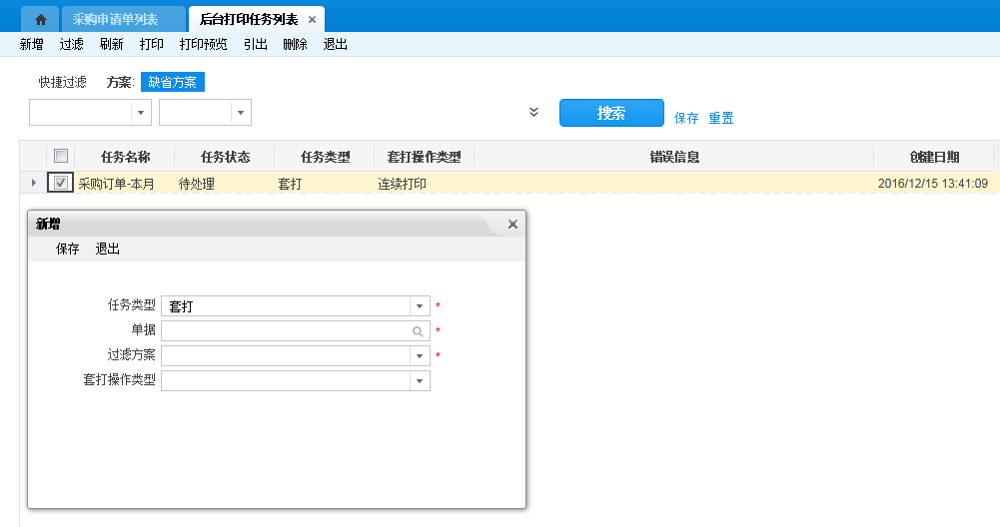 采购申请单列表 后台打印任务列表 ×
新增 过滤 刷新 打印 打印预览 引出 删除 退出
快捷过滤 方案: 缺省方案
搜索 保存 重置
任务名称 任务状态 任务类型 套打操作类型 错误信息 创建日期
采购订单-本月 待处理 套打 连续打印 2016/12/15 13:41:09
新增
保存 退出
任务类型 套打 *
单据 *
过滤方案 *
套打操作类型